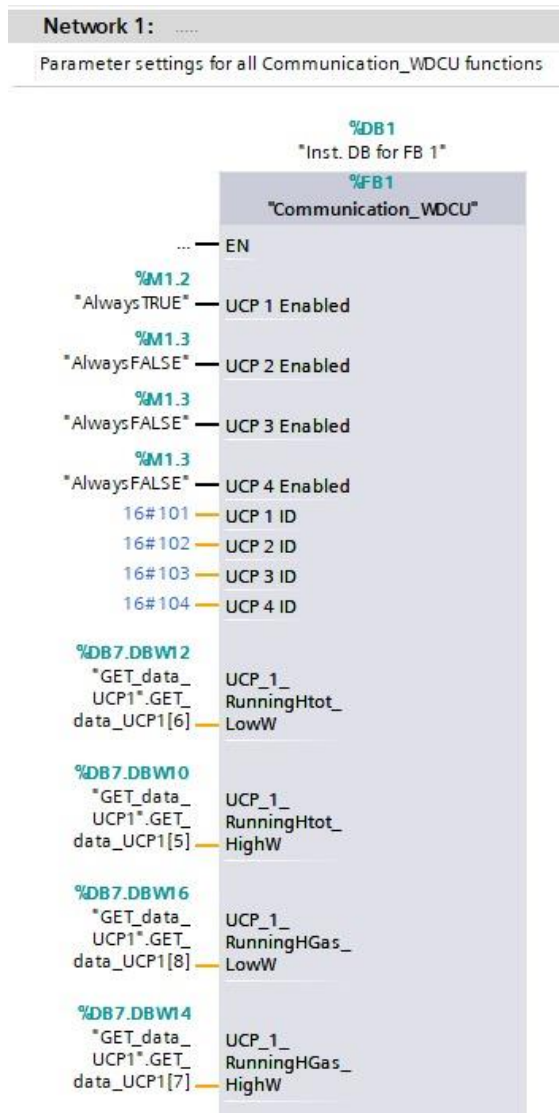 Network 1: .....
Parameter settings for all Communication_WDCU functions
%DB1
"Inst. DB for FB 1"
%FB1
"Communication_WDCU"
... EN
%M1.2
"AlwaysTRUE" UCP 1 Enabled
%M1.3
"AlwaysFALSE" UCP 2 Enabled
%M1.3
"AlwaysFALSE" UCP 3 Enabled
%M1.3
"AlwaysFALSE" UCP 4 Enabled
16#101 UCP 1 ID
16#102 UCP 2 ID
16#103 UCP 3 ID
16#104 UCP 4 ID
%DB7.DBW12
"GET_data_ UCP_1_
UCP1".GET_ RunningHtot_
data_UCP1[6] LowW
%DB7.DBW10
"GET_data_ UCP_1_
UCP1".GET_ RunningHtot_
data_UCP1[5] HighW
%DB7.DBW16
"GET_data_ UCP_1_
UCP1".GET_ RunningHGas_
data_UCP1[8] LowW
%DB7.DBW14
"GET_data_ UCP_1_
UCP1".GET_ RunningHGas_
data_UCP1[7] HighW